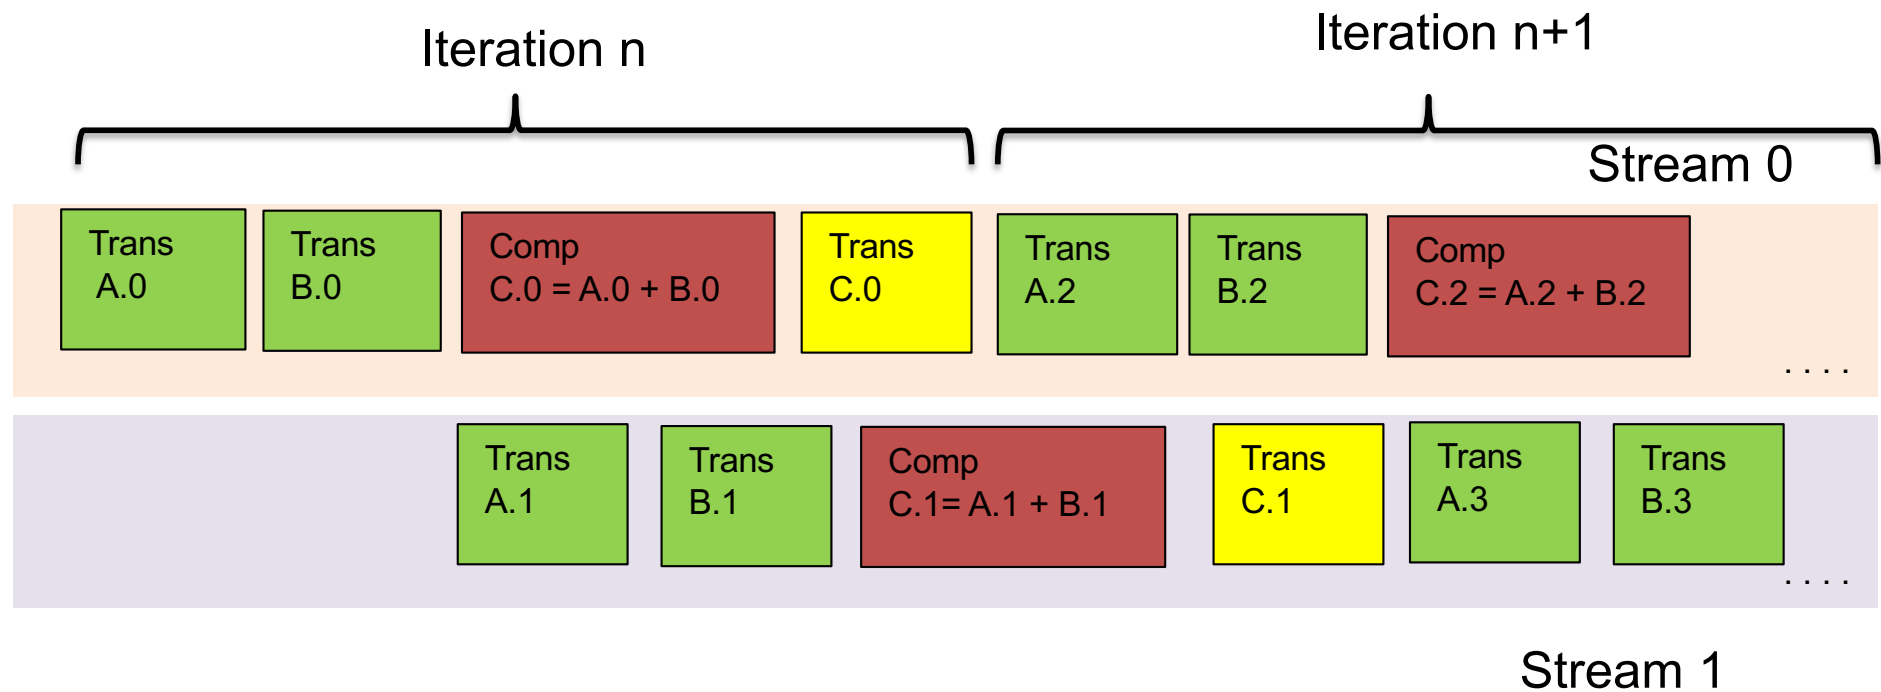 Iteration n
Iteration n+1
Stream 0
Trans
A.0
Trans
B.0
Comp
C.0 = A.0 + B.0
Trans
C.0
Trans
A.2
Trans
B.2
Comp
C.2 = A.2 + B.2
. . . .
Trans
A.1
Trans
B.1
Comp
C.1= A.1 + B.1
Trans
C.1
Trans
A.3
Trans
B.3
. . . .
Stream 1